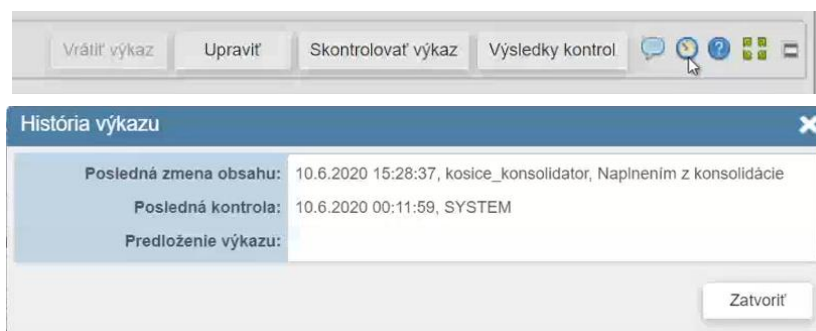 Vrátiť výkaz Upraviť Skontrolovať výkaz Výsledky kontrol
História výkazu
Posledná zmena obsahu: 10.6.2020 15:28:37, kosice_konsolidator, Naplnením z konsolidácie
Posledná kontrola: 10.6.2020 00:11:59, SYSTEM
Predloženie výkazu:
Zatvoriť